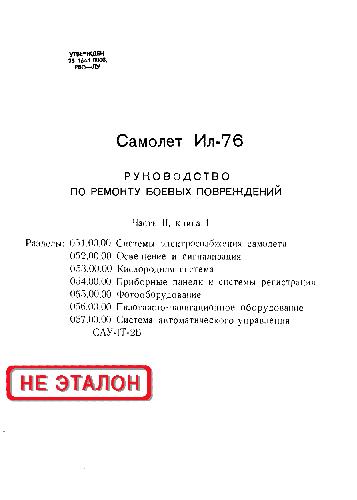 УТВЕРЖДЕН
РБП—ЛУ
Самолет Ил-76
РУКОВОДСТВО
ПО РЕМОНТУ БОЕВЫХ ПОВРЕЖДЕНИЙ
Часть II, книга 1
Разделы: 051.00.00 Системы электроснабжения самолета
052.00.00 Освещение и сигнализация
053.00.00 Кислородная система
054.00.00 Приборные панели и системы регистрации
055.00.00 Фотооборудование
056.00.00 Пилотажно-навигационное оборудование
057.00.00 Система автоматического управления
САУ-1Т-2Б
НЕ ЭТАЛОН